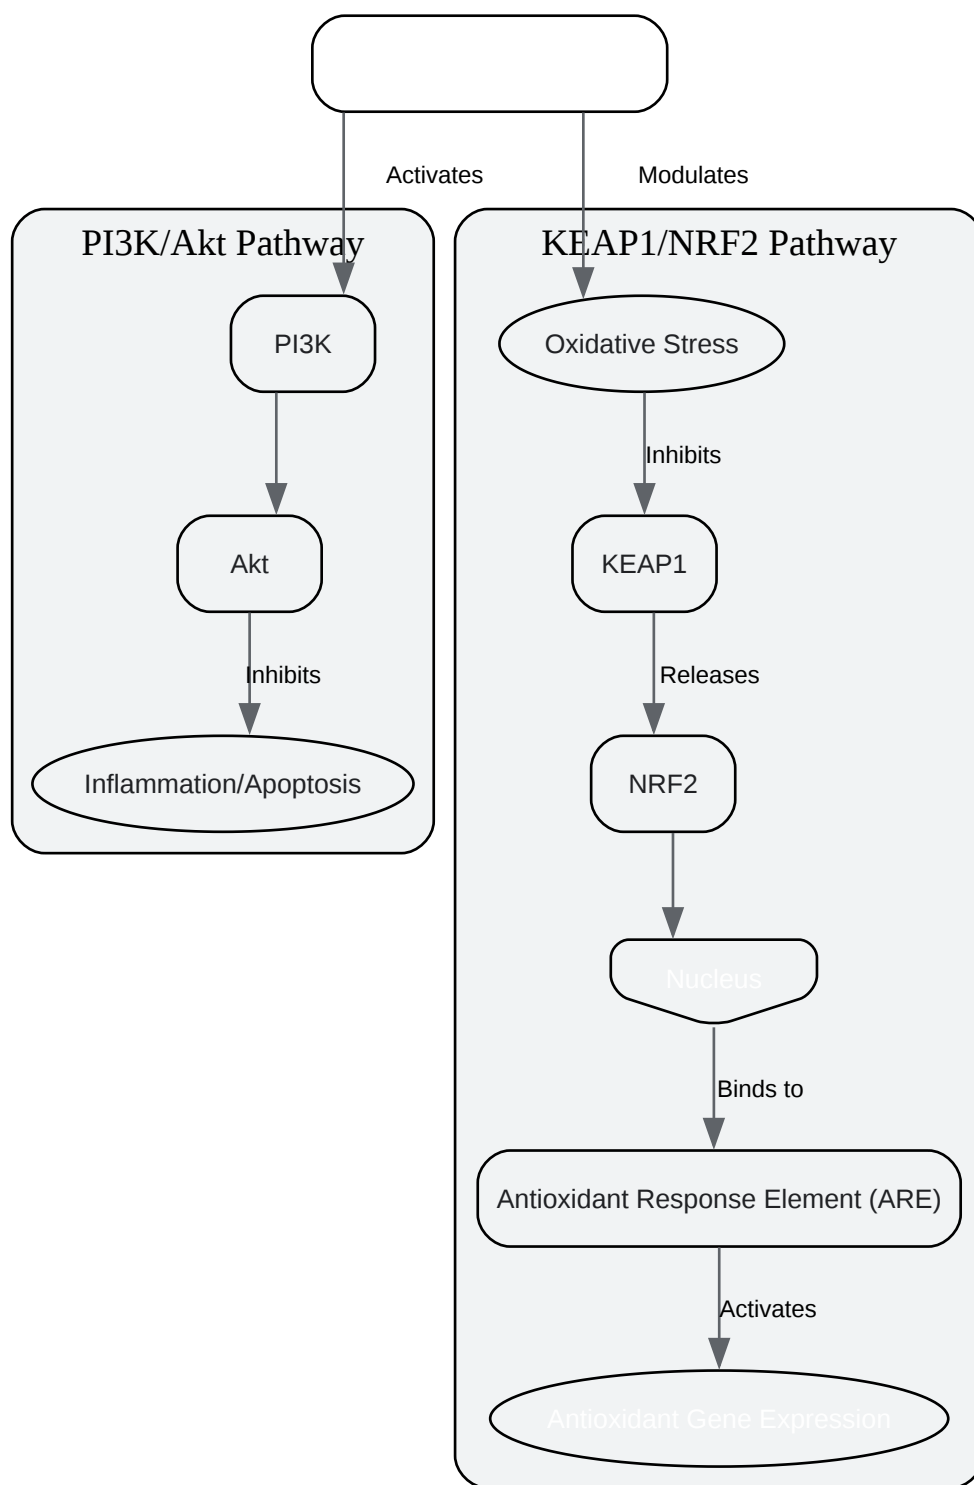 Activates
Modulates
PI3K/Akt Pathway
KEAP1/NRF2 Pathway
PI3K
Oxidative Stress
Inhibits
Akt
KEAP1
Inhibits
Releases
Inflammation/Apoptosis
NRF2
Nucleus
Binds to
Antioxidant Response Element (ARE)
Activates
Antioxidant Gene Expression